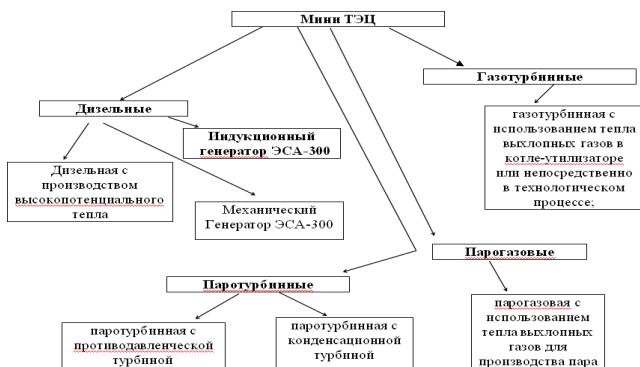 Мини ТЭЦ
Газотурбинные
Дизельные
газотурбинная с
использованием тепла
выхлопных газов в
котле-утилизаторе
или непосредственно
в технологическом
процессе;
Индукционный
генератор ЭСА-300
Дизельная с
производством
высокопотенциального
тепла
Механический
Генератор ЭСА-300
Парогазовые
Паротурбинные
паротурбинная с
противодавленческой
турбиной
паротурбинная с
конденсационной
турбиной
парогазовая с
использованием
тепла выхлопных
газов для
производства пара